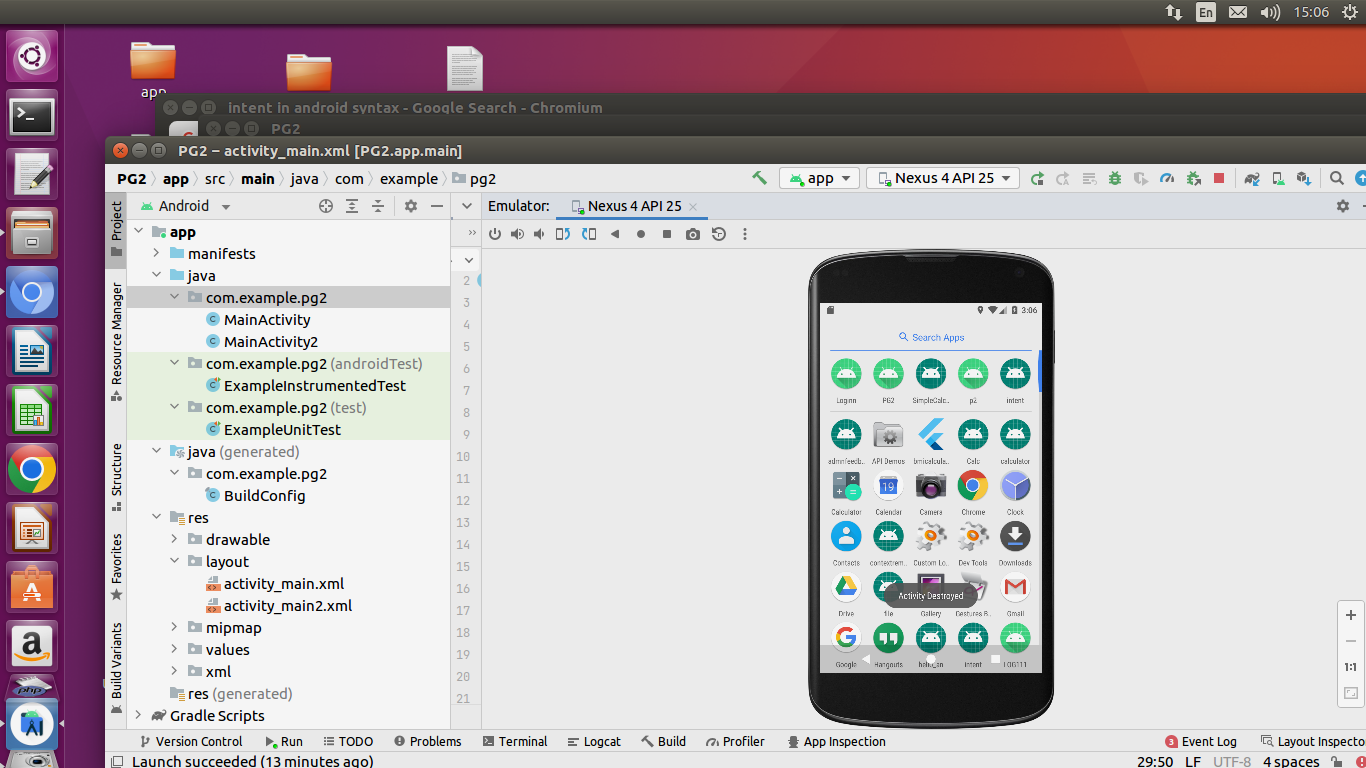 En 15:06
app
intent in android syntax - Google Search - Chromium
PG2
PG2 – activity_main.xml [PG2.app.main]
PG2 app src main java com example pg2
app Nexus 4 API 25
Project
Resource Manager
Structure
Favorites
Build Variants
Android
app
manifests
java
com.example.pg2
MainActivity
MainActivity2
com.example.pg2 (androidTest)
ExampleInstrumentedTest
com.example.pg2 (test)
ExampleUnitTest
java (generated)
com.example.pg2
BuildConfig
res
drawable
layout
activity_main.xml
activity_main2.xml
mipmap
values
xml
res (generated)
Gradle Scripts
2
3
4
5
6
7
8
9
10
11
12
13
14
15
16
17
18
19
20
21
Emulator: Nexus 4 API 25
3:06
Search Apps
Loginn PG2 SimpleCalc.. p2 intent
admnfeedb.. API Demos bmicalcula.. Calc calculator
19
Calculator Calendar Camera Chrome Clock
Contacts contextrem.. Custom Lo.. Dev Tools Downloads
Activity Destroyed
Drive file Gallery Gestures B.. Gmail
Google Hangouts intent LOG111
1:1
Version Control Run TODO Problems Terminal Logcat Build Profiler App Inspection 3 Event Log Layout Inspecto
Launch succeeded (13 minutes ago) 29:50 LF UTF-8 4 spaces